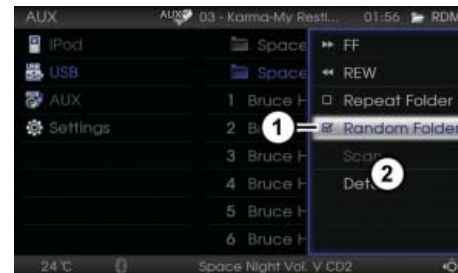 AUX
AUX 03 - Karma-My Resti... 01:56 RDM
iPod
USB
AUX
Settings
Space
Space
1 Bruce H
2 B
3 Bruce H
4 Bruce H
5 Bruce H
6 Bruce H
FF
REW
Repeat Folder
Random Folder
Scan
Det
1
2
24°C Space Night Vol. V CD2